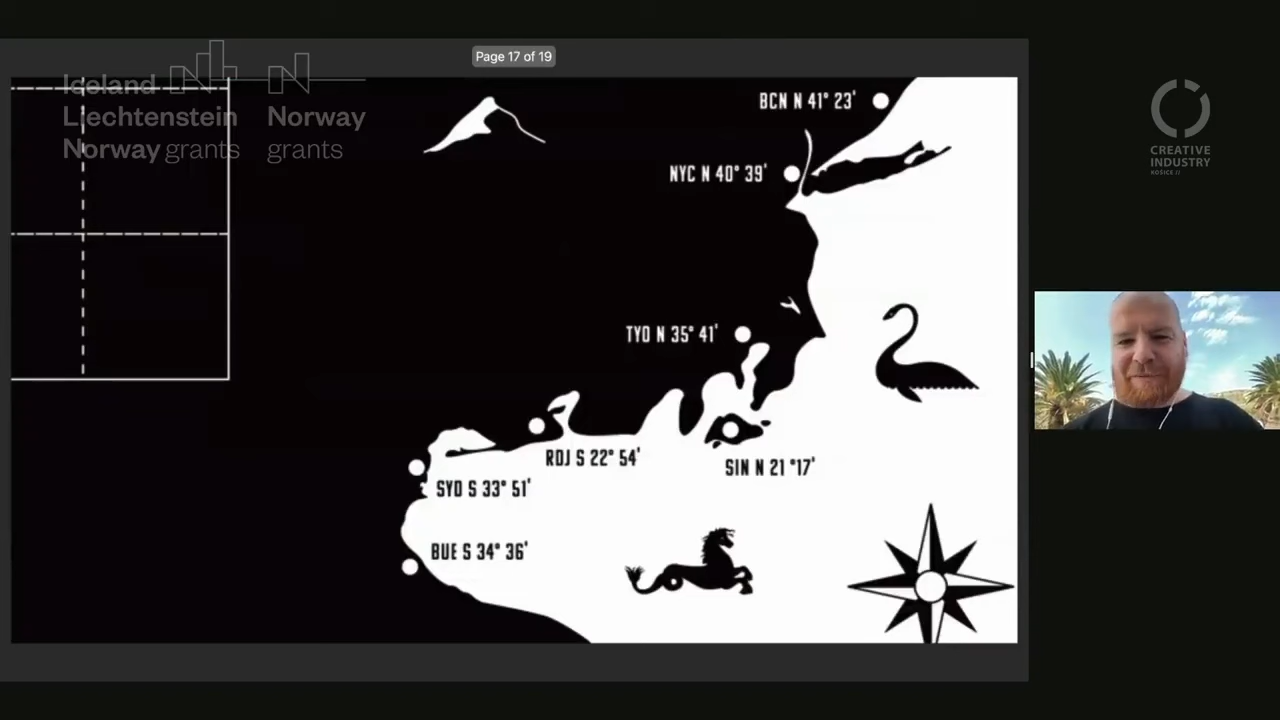 Page 17 of 19
Iceland
Liechtenstein
Norway grants
Norway
grants
CREATIVE
INDUSTRY
KOŠICE //
BCN N 41° 23'
NYC N 40° 39'
TYO N 35° 41'
RDJ S 22° 54'
SIN N 21 °17'
SYD S 33° 51'
BUE S 34° 36'